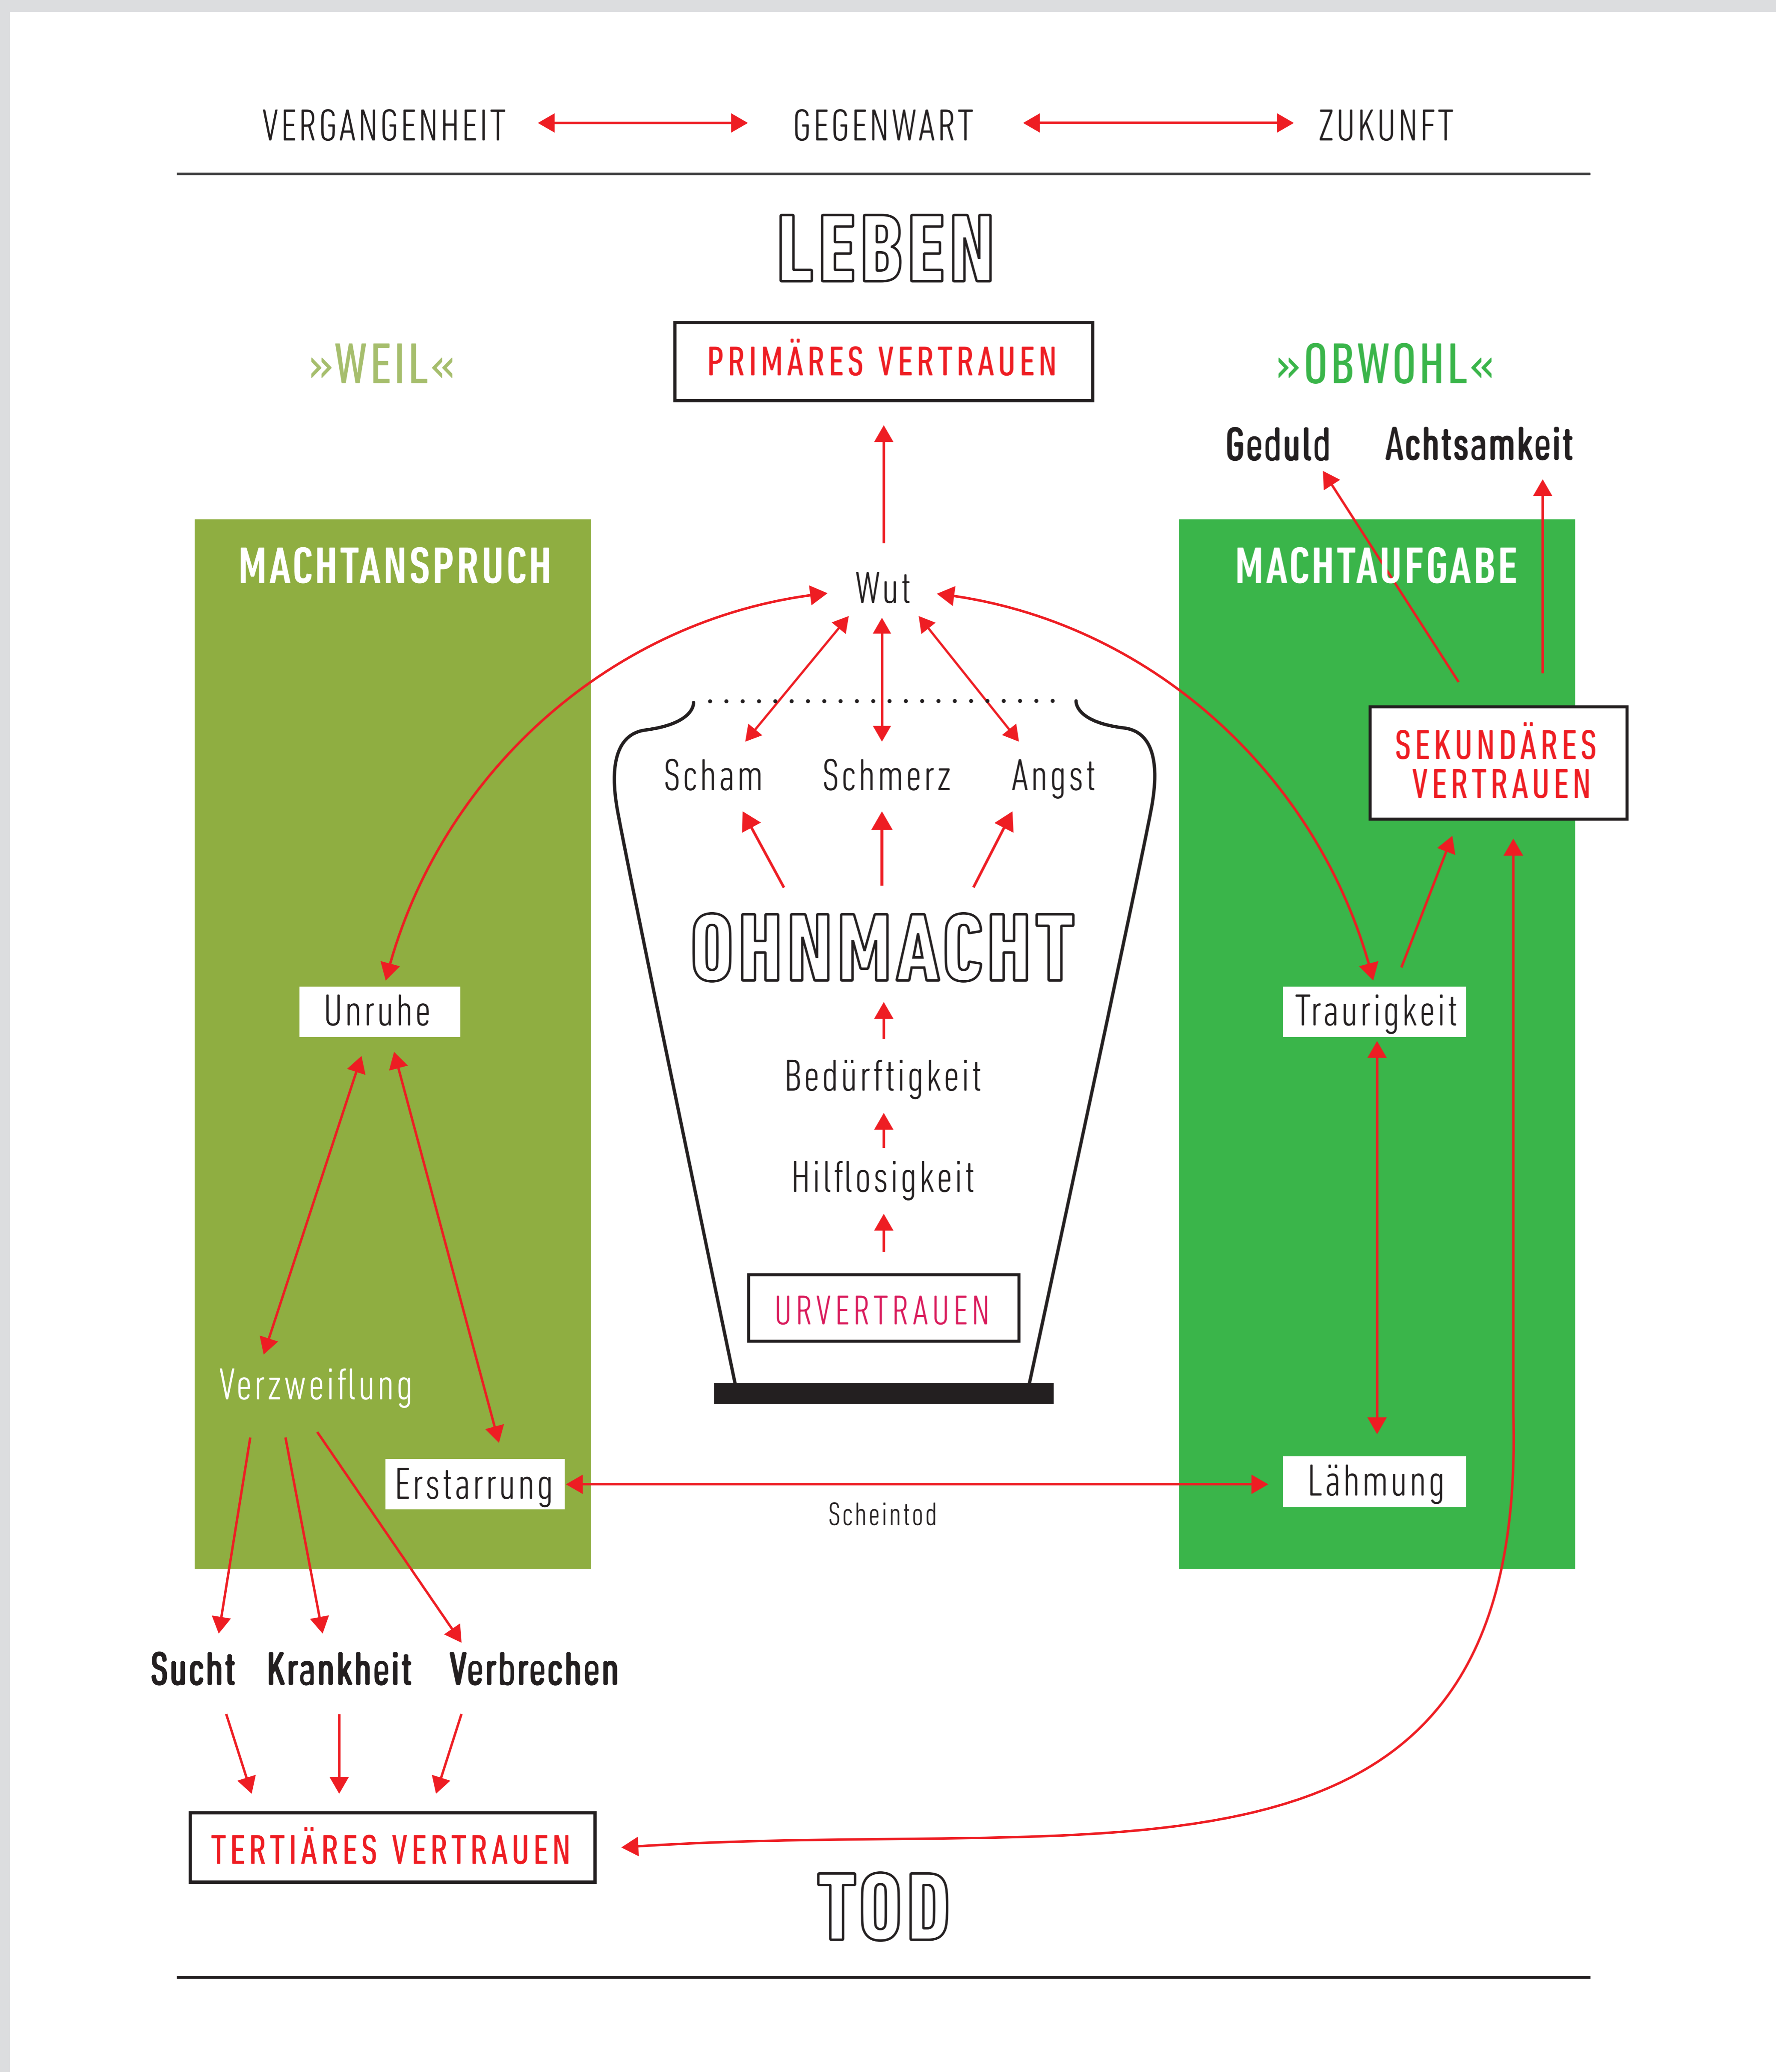 VERGANGENHEIT GEGENWART ZUKUNFT
LEBEN
»WEIL«
PRIMÄRES VERTRAUEN
»OBWOHL«
Geduld Achtsamkeit
MACHTANSPRUCH
MACHTAUFGABE
Wut
SEKUNDÄRES
VERTRAUEN
Scham Schmerz Angst
OHNMACHT
Unruhe
Traurigkeit
Bedürftigkeit
Hilflosigkeit
URVERTRAUEN
Verzweiflung
Erstarrung
Lähmung
Scheintod
Sucht Krankheit Verbrechen
TERTIÄRES VERTRAUEN
TOD